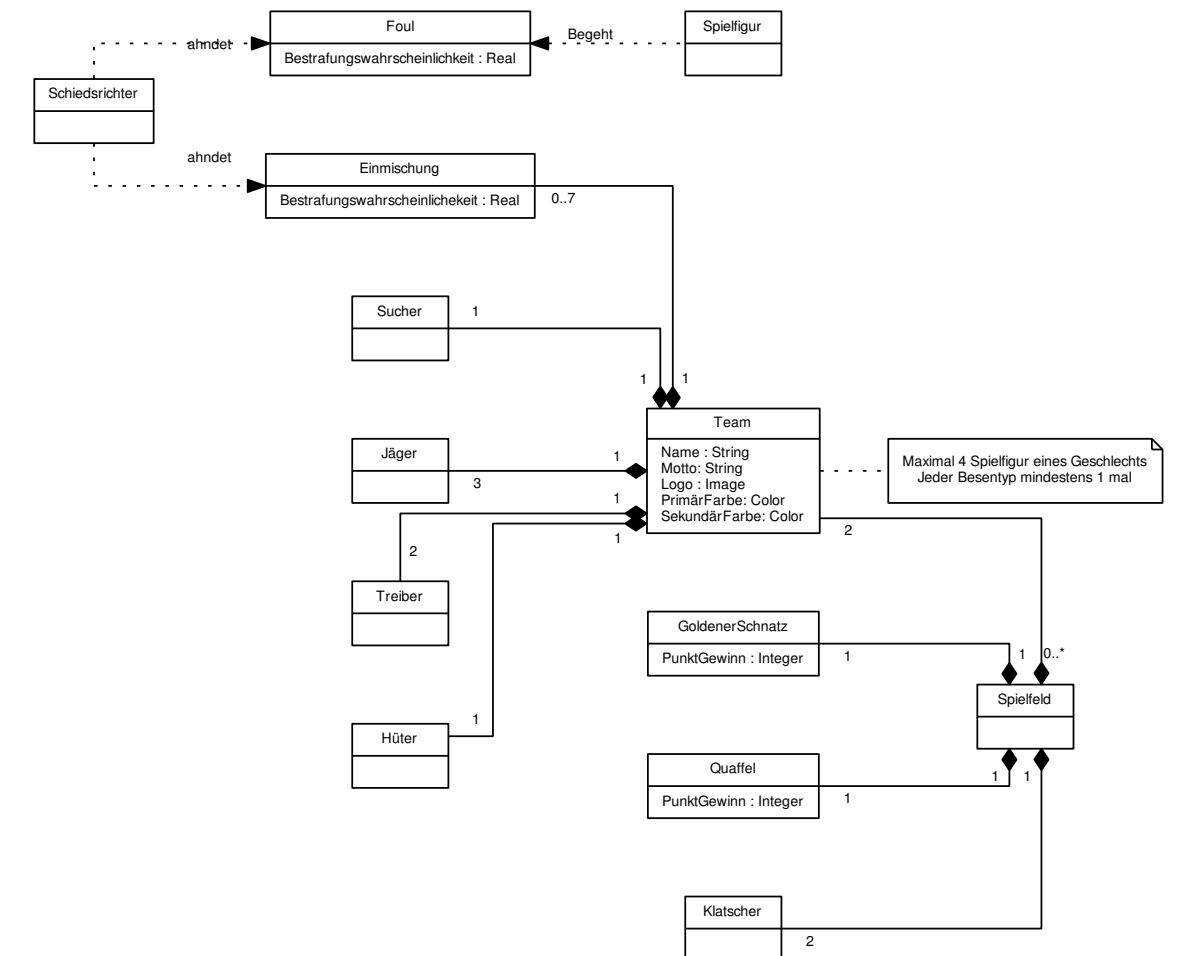 Foul
Bestrafungswahrscheinlichkeit : Real
Begeht
Spielfigur
ahndet
Schiedsrichter
ahndet
Einmischung
Bestrafungswahrscheinlichekeit : Real
0..7
Sucher
1
1
1
Team
Name : String
Motto: String
Logo : Image
PrimärFarbe: Color
SekundärFarbe: Color
Maximal 4 Spielfigur eines Geschlechts
Jeder Besentyp mindestens 1 mal
Jäger
3
1
1
1
2
2
Treiber
GoldenerSchnatz
PunktGewinn : Integer
1
1
0..*
Spielfeld
Hüter
1
Quaffel
PunktGewinn : Integer
1
1
1
Klatscher
2